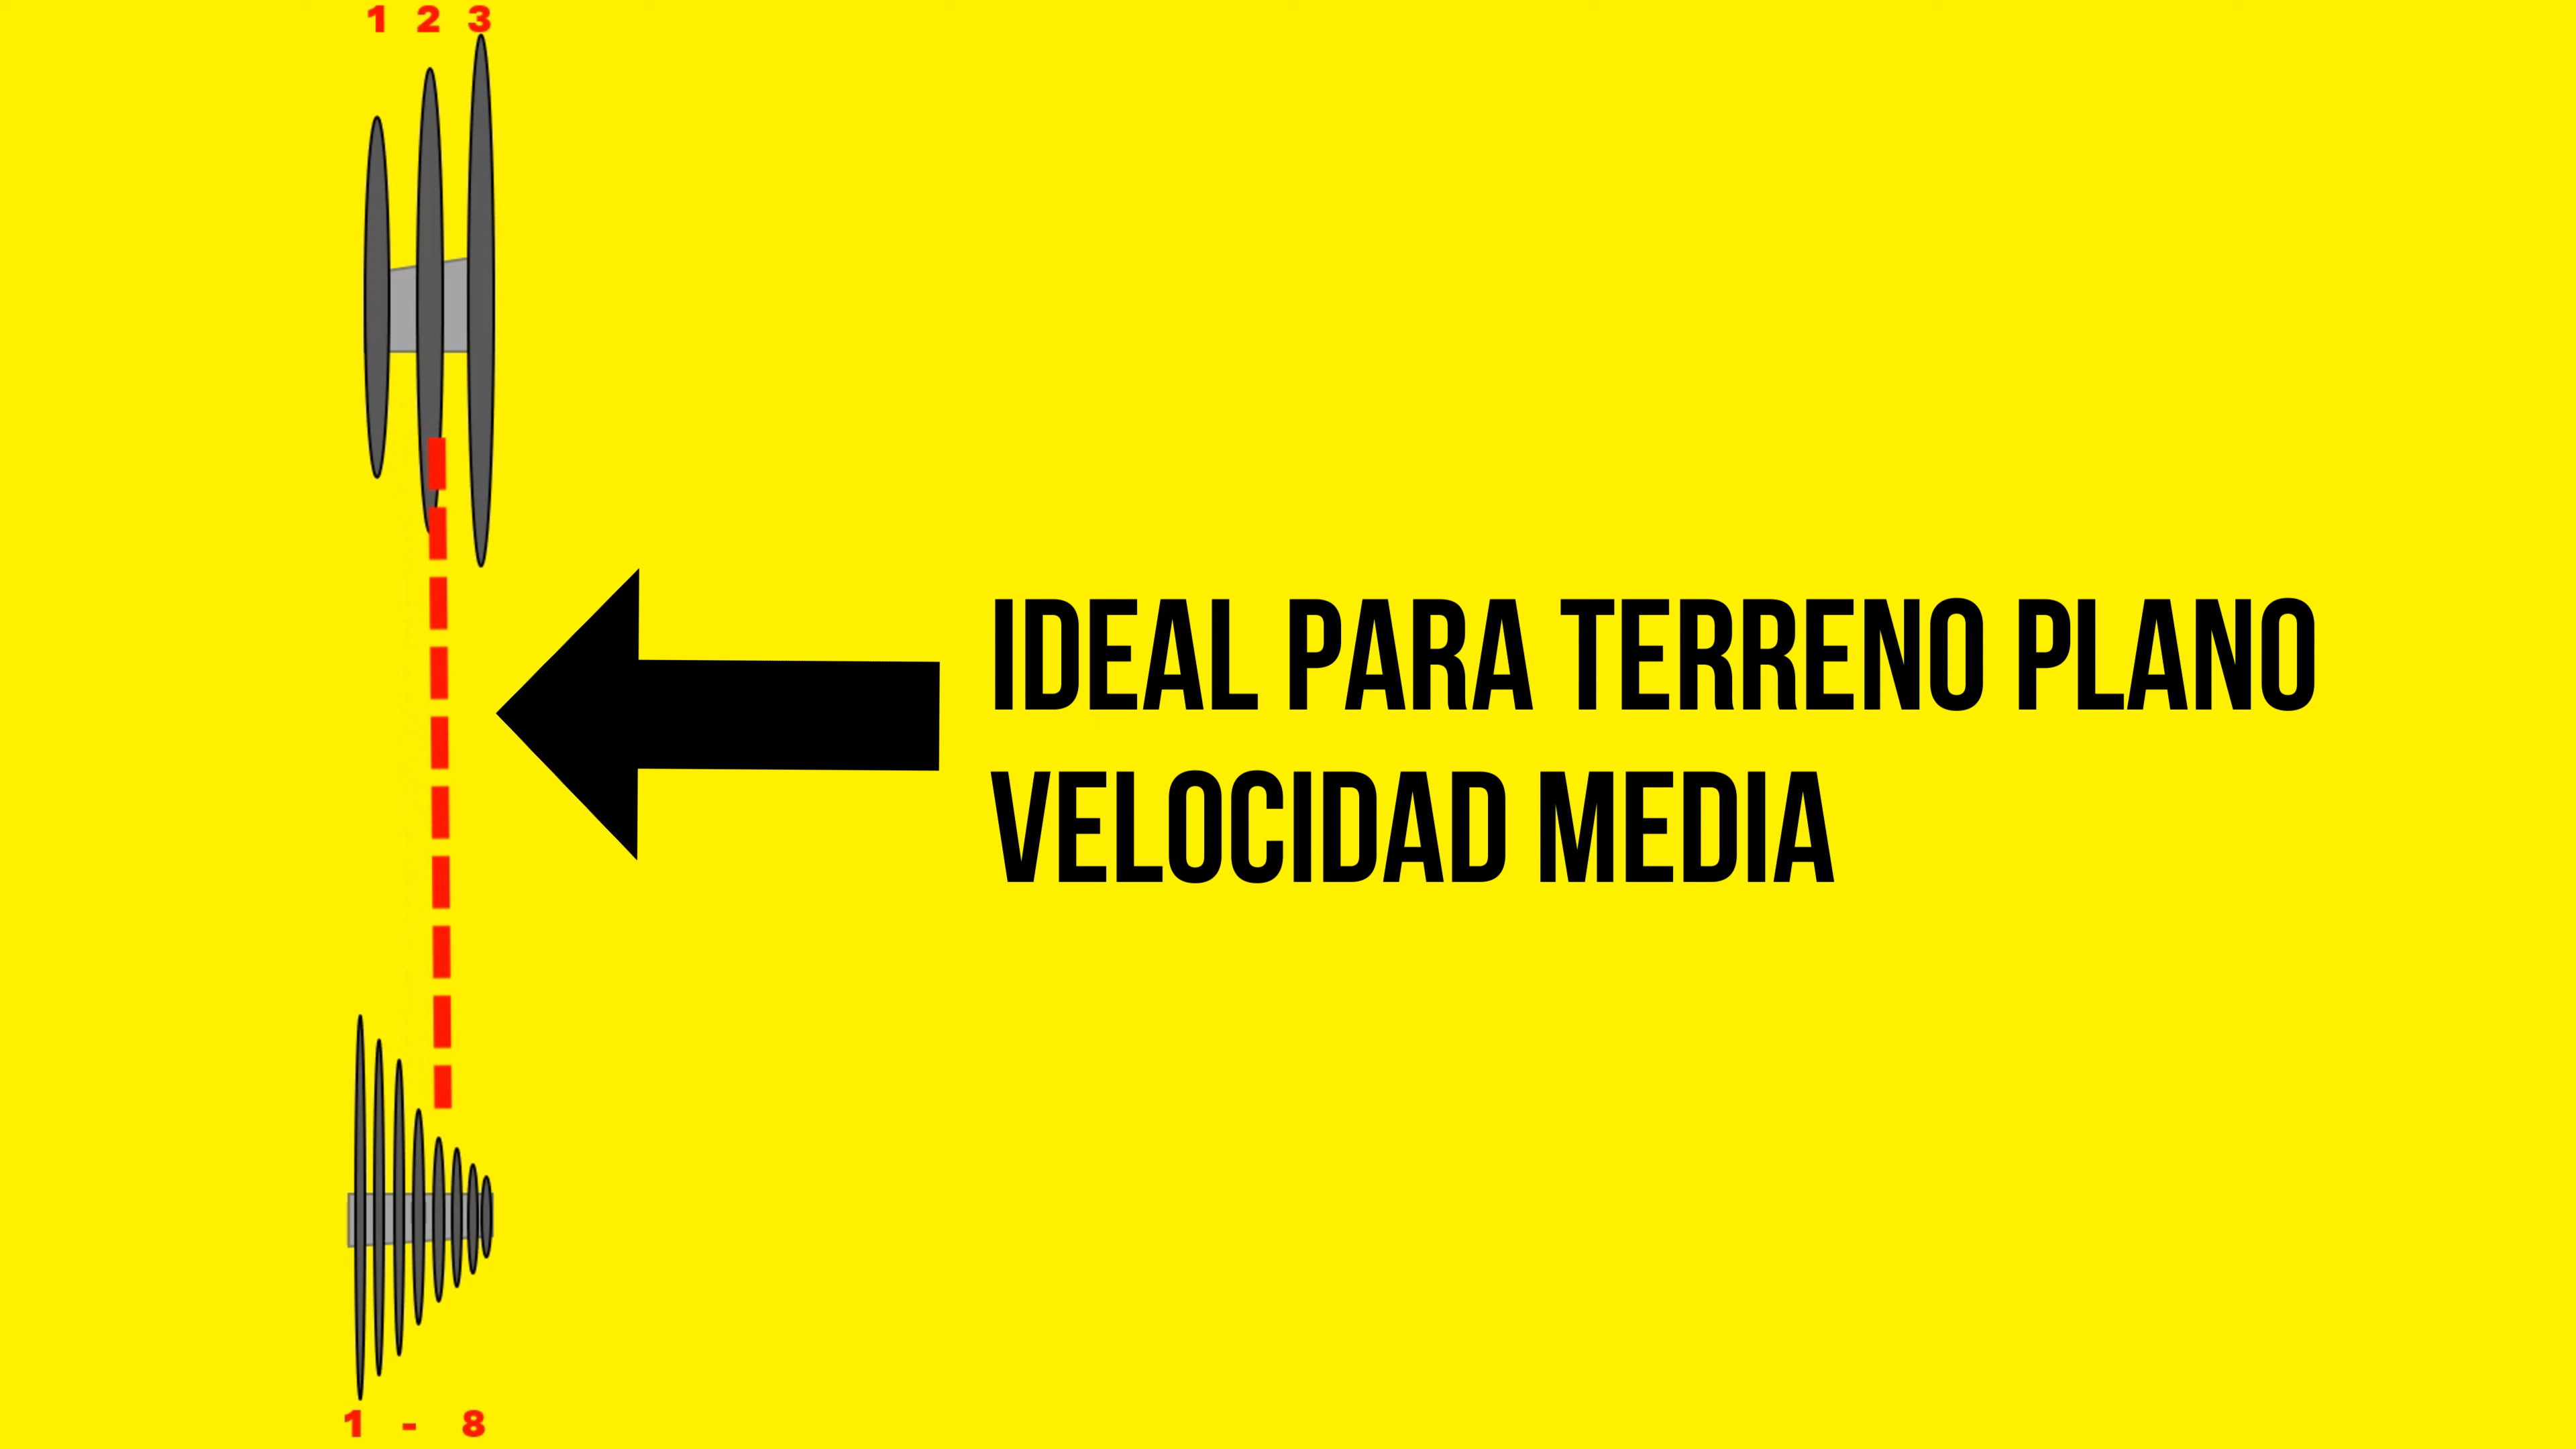 1 2 3
IDEAL PARA TERRENO PLANO
VELOCIDAD MEDIA
1 - 8